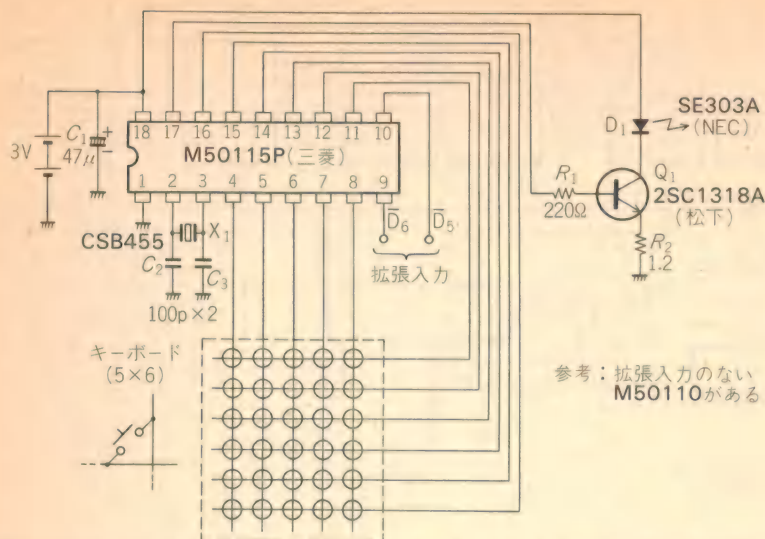 18 17 16 15 14 13 12 11 10
M50115P(三菱)
1 2 3 4 5 6 7 8 9
3V
C₁
47μ
+
−
CSB455
X₁
C₂
C₃
100p×2
D̅₆
D̅₅
拡張入力
キーボード
(5×6)
SE303A
(NEC)
D₁
R₁
220Ω
Q₁
2SC1318A
(松下)
R₂
1.2
参考：拡張入力のない
M50110がある